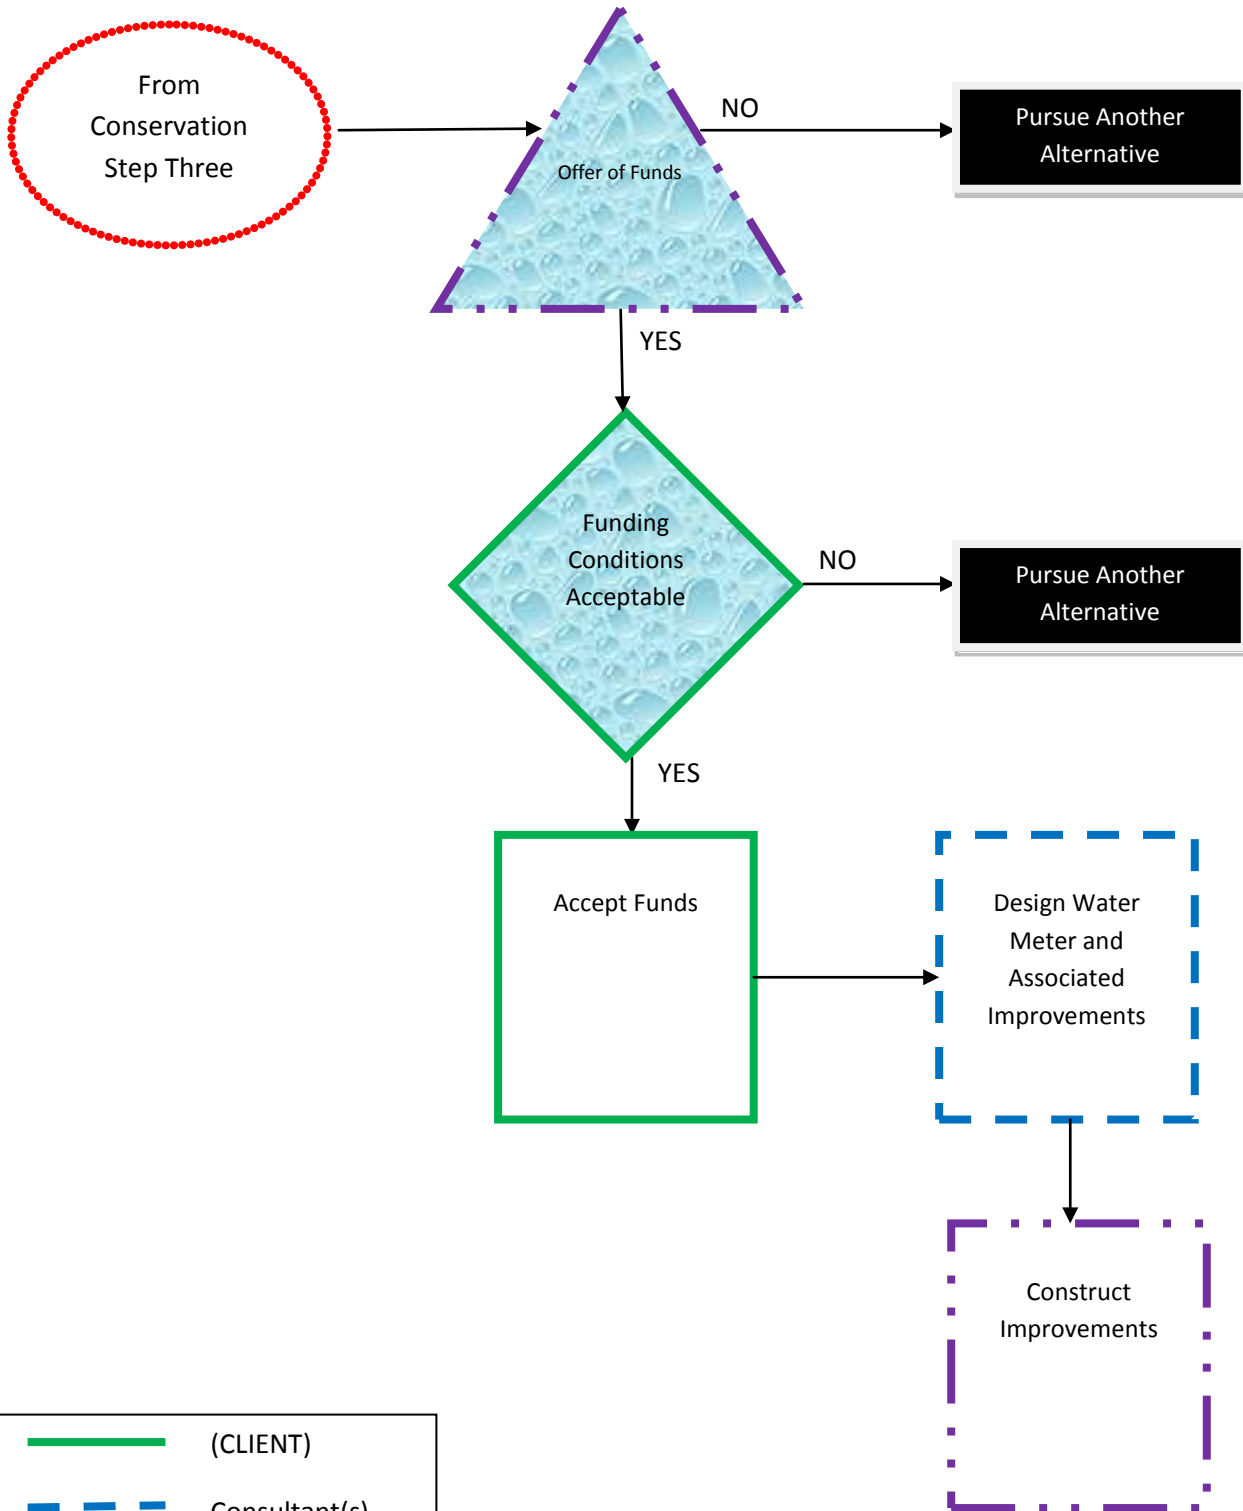 From
Conservation
Step Three
Offer of Funds
NO
Pursue Another
Alternative
YES
Funding
Conditions
Acceptable
NO
Pursue Another
Alternative
YES
Accept Funds
Design Water
Meter and
Associated
Improvements
Construct
Improvements
(CLIENT)
Consultant(s)